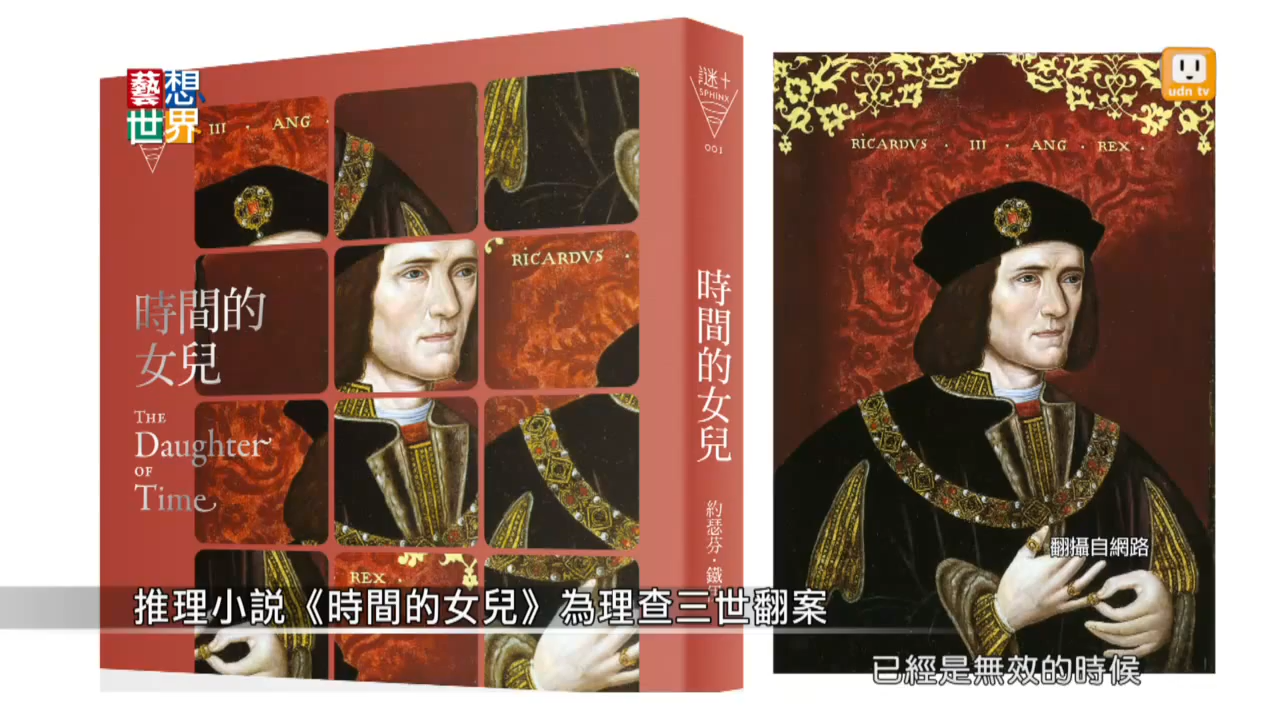 藝想
世界
III · ANG ·
RICARDVS ·
時間的
女兒
THE
Daughter
OF
Time
REX ·
謎
SPHINX
001
時間的女兒
約瑟芬·鐵
udn tv
RICARDVS · III · ANG · REX ·
翻攝自網路
推理小説《時間的女兒》為理查三世翻案
已經是無效的時候